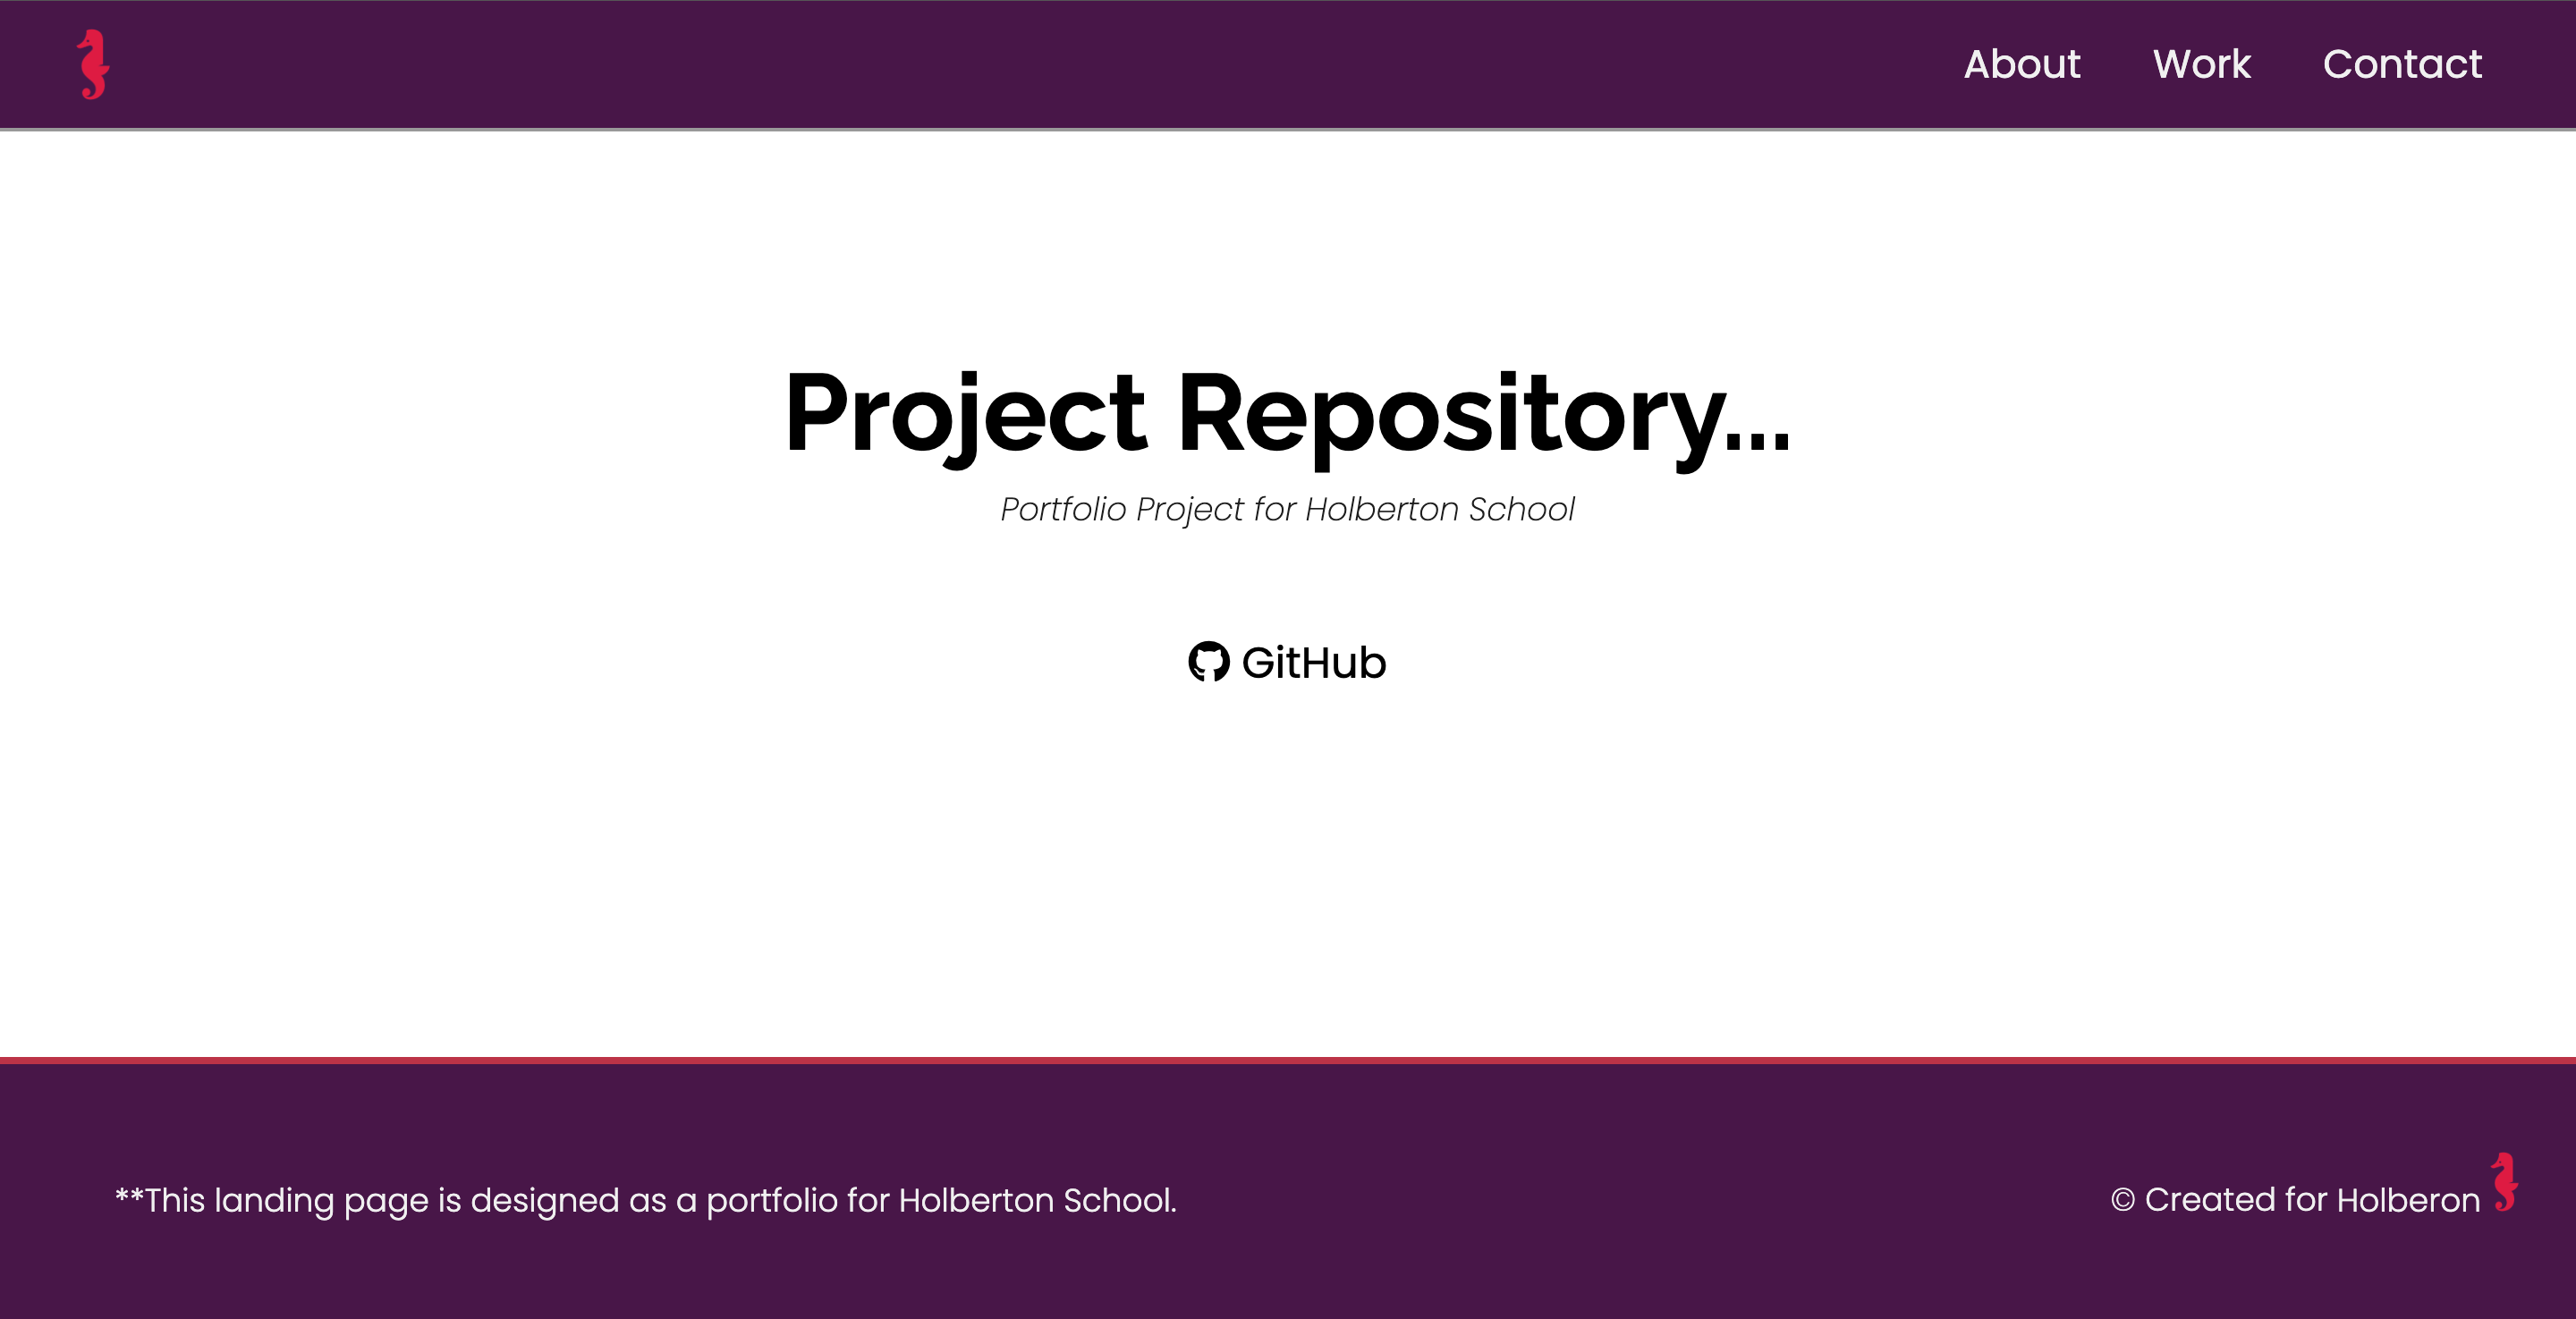 About Work Contact
Project Repository...
Portfolio Project for Holberton School
GitHub
**This landing page is designed as a portfolio for Holberton School.
© Created for Holberon